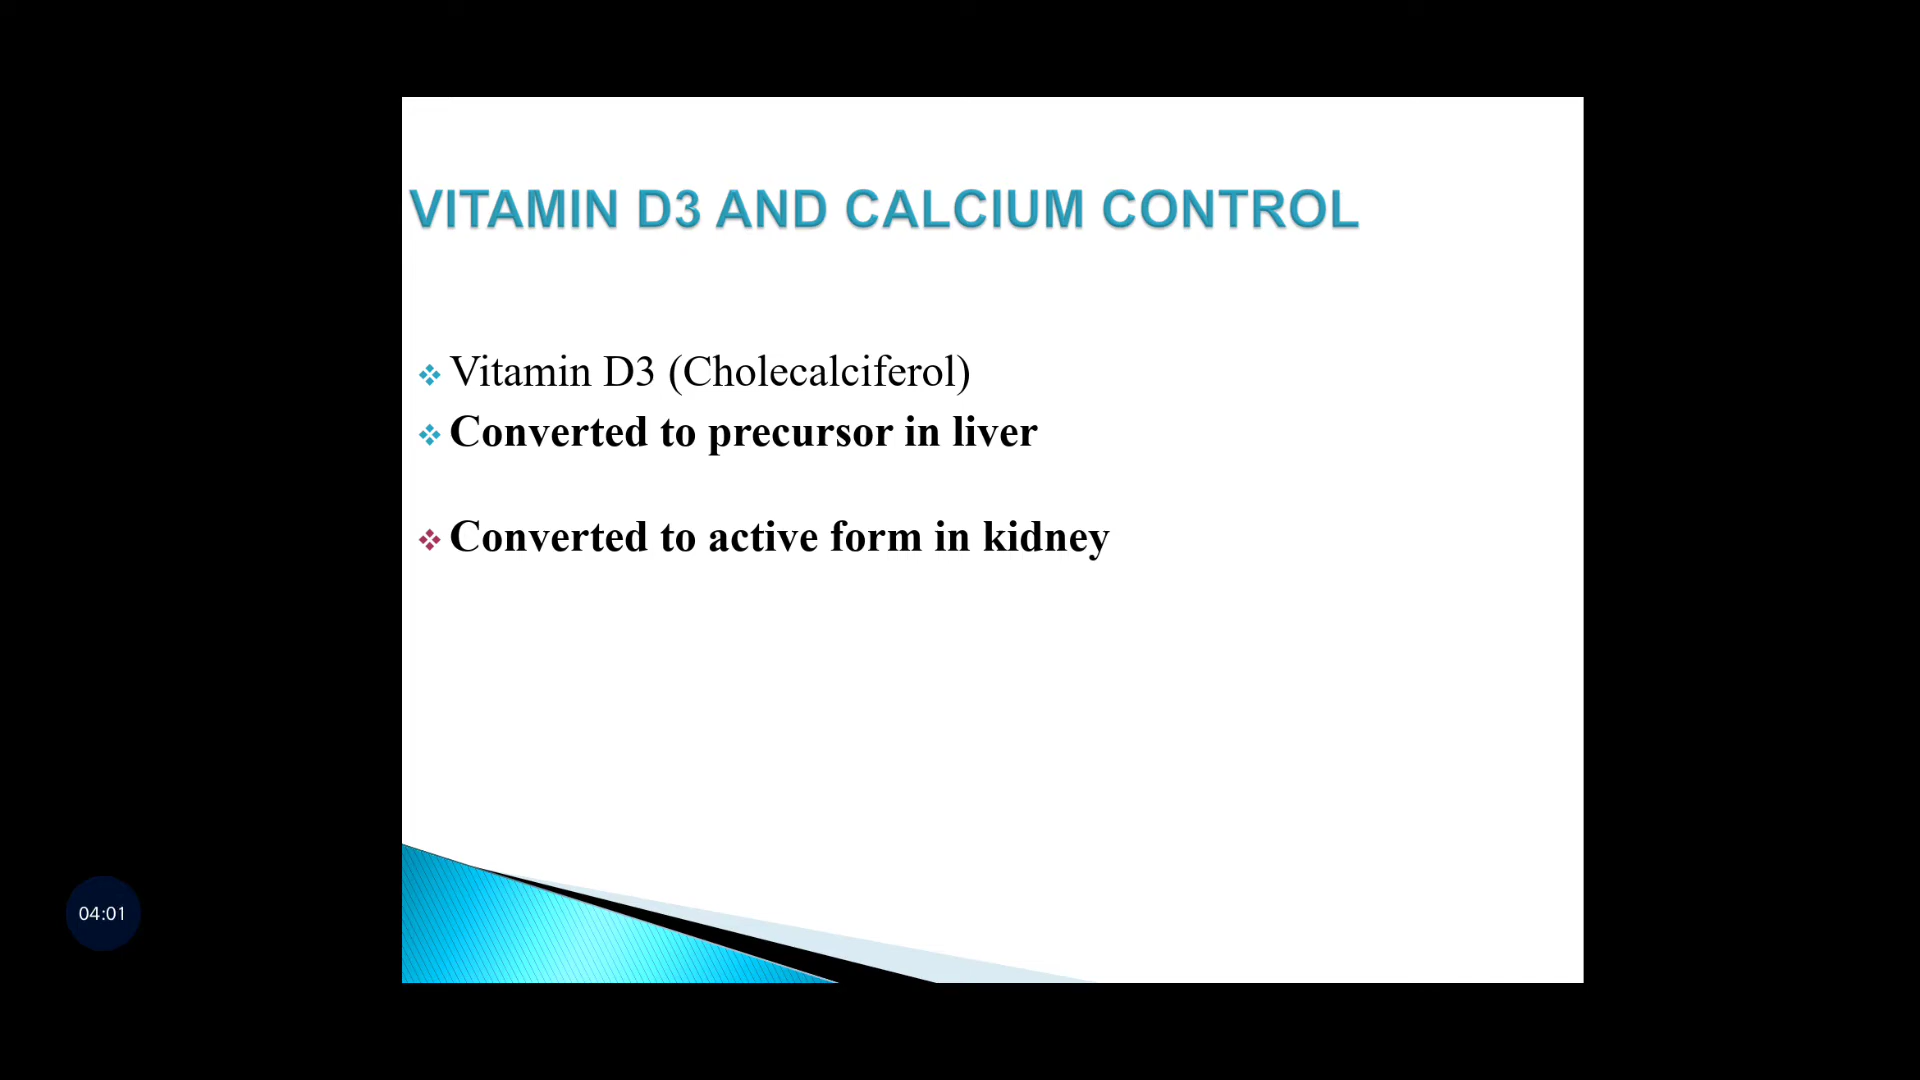 VITAMIN D3 AND CALCIUM CONTROL
Vitamin D3 (Cholecalciferol)
Converted to precursor in liver
Converted to active form in kidney
04:01